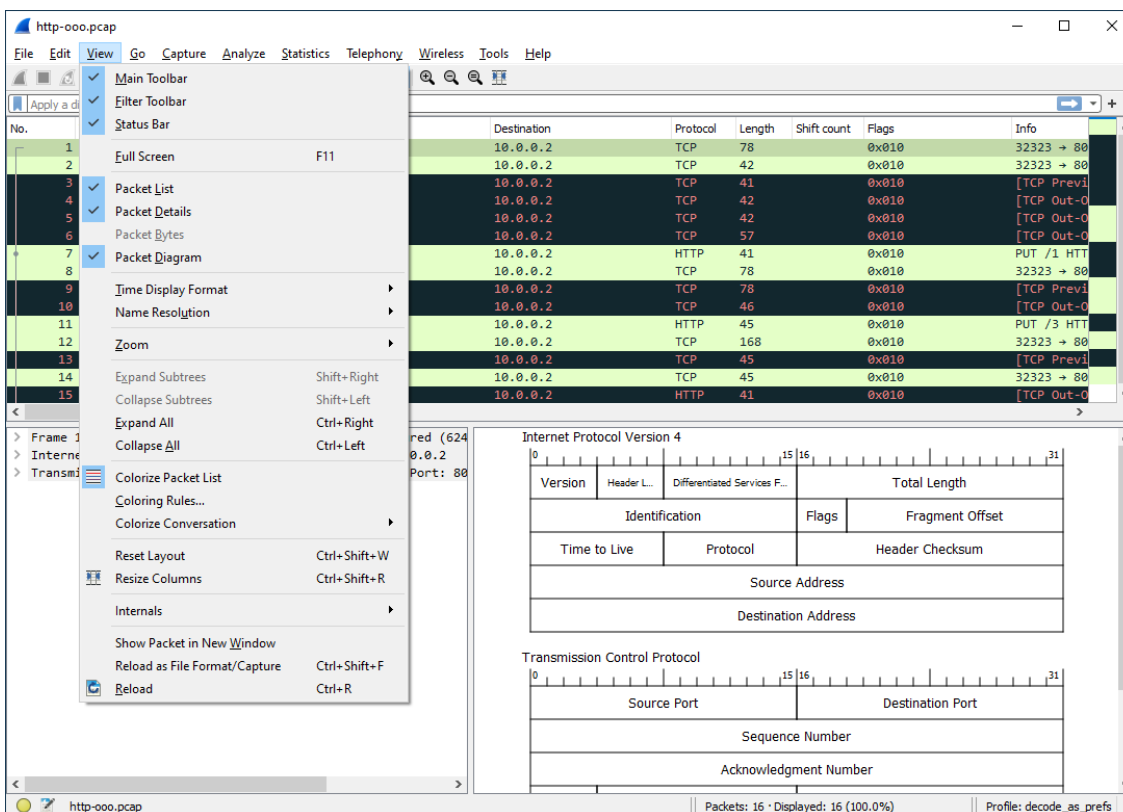 http-ooo.pcap
File Edit View Go Capture Analyze Statistics Telephony Wireless Tools Help
Main Toolbar
Filter Toolbar
Status Bar
Full Screen F11
Packet List
Packet Details
Packet Bytes
Packet Diagram
Time Display Format
Name Resolution
Zoom
Expand Subtrees Shift+Right
Collapse Subtrees Shift+Left
Expand All Ctrl+Right
Collapse All Ctrl+Left
Colorize Packet List
Coloring Rules...
Colorize Conversation
Reset Layout Ctrl+Shift+W
Resize Columns Ctrl+Shift+R
Internals
Show Packet in New Window
Reload as File Format/Capture Ctrl+Shift+F
Reload Ctrl+R
Apply a di
No. Destination Protocol Length Shift count Flags Info
1 10.0.0.2 TCP 78 0x010 32323 → 80
2 10.0.0.2 TCP 42 0x010 32323 → 80
3 10.0.0.2 TCP 41 0x010 [TCP Previ
4 10.0.0.2 TCP 42 0x010 [TCP Out-O
5 10.0.0.2 TCP 42 0x010 [TCP Out-O
6 10.0.0.2 TCP 57 0x010 [TCP Out-O
7 10.0.0.2 HTTP 41 0x010 PUT /1 HTT
8 10.0.0.2 TCP 78 0x010 32323 → 80
9 10.0.0.2 TCP 78 0x010 [TCP Previ
10 10.0.0.2 TCP 46 0x010 [TCP Out-O
11 10.0.0.2 HTTP 45 0x010 PUT /3 HTT
12 10.0.0.2 TCP 168 0x010 32323 → 80
13 10.0.0.2 TCP 45 0x010 [TCP Previ
14 10.0.0.2 TCP 45 0x010 32323 → 80
15 10.0.0.2 HTTP 41 0x010 [TCP Out-O
Frame 1 red (624
Interne 0.0.2
Transmi Port: 80
Internet Protocol Version 4
0 15 16 31
Version Header L... Differentiated Services F... Total Length
Identification Flags Fragment Offset
Time to Live Protocol Header Checksum
Source Address
Destination Address
Transmission Control Protocol
0 15 16 31
Source Port Destination Port
Sequence Number
Acknowledgment Number
http-ooo.pcap Packets: 16 · Displayed: 16 (100.0%) Profile: decode_as_prefs